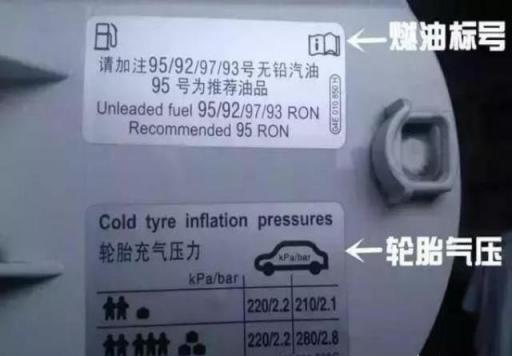 燃油标号
请加注95/92/97/93号无铅汽油
95 号为推荐油品
Unleaded fuel 95/92/97/93 RON
Recommended 95 RON
04E 010 850 H
Cold tyre inflation pressures
轮胎充气压力
kPa/bar
轮胎气压
kPa/bar
220/2.2 210/2.1
220/2.2 280/2.8